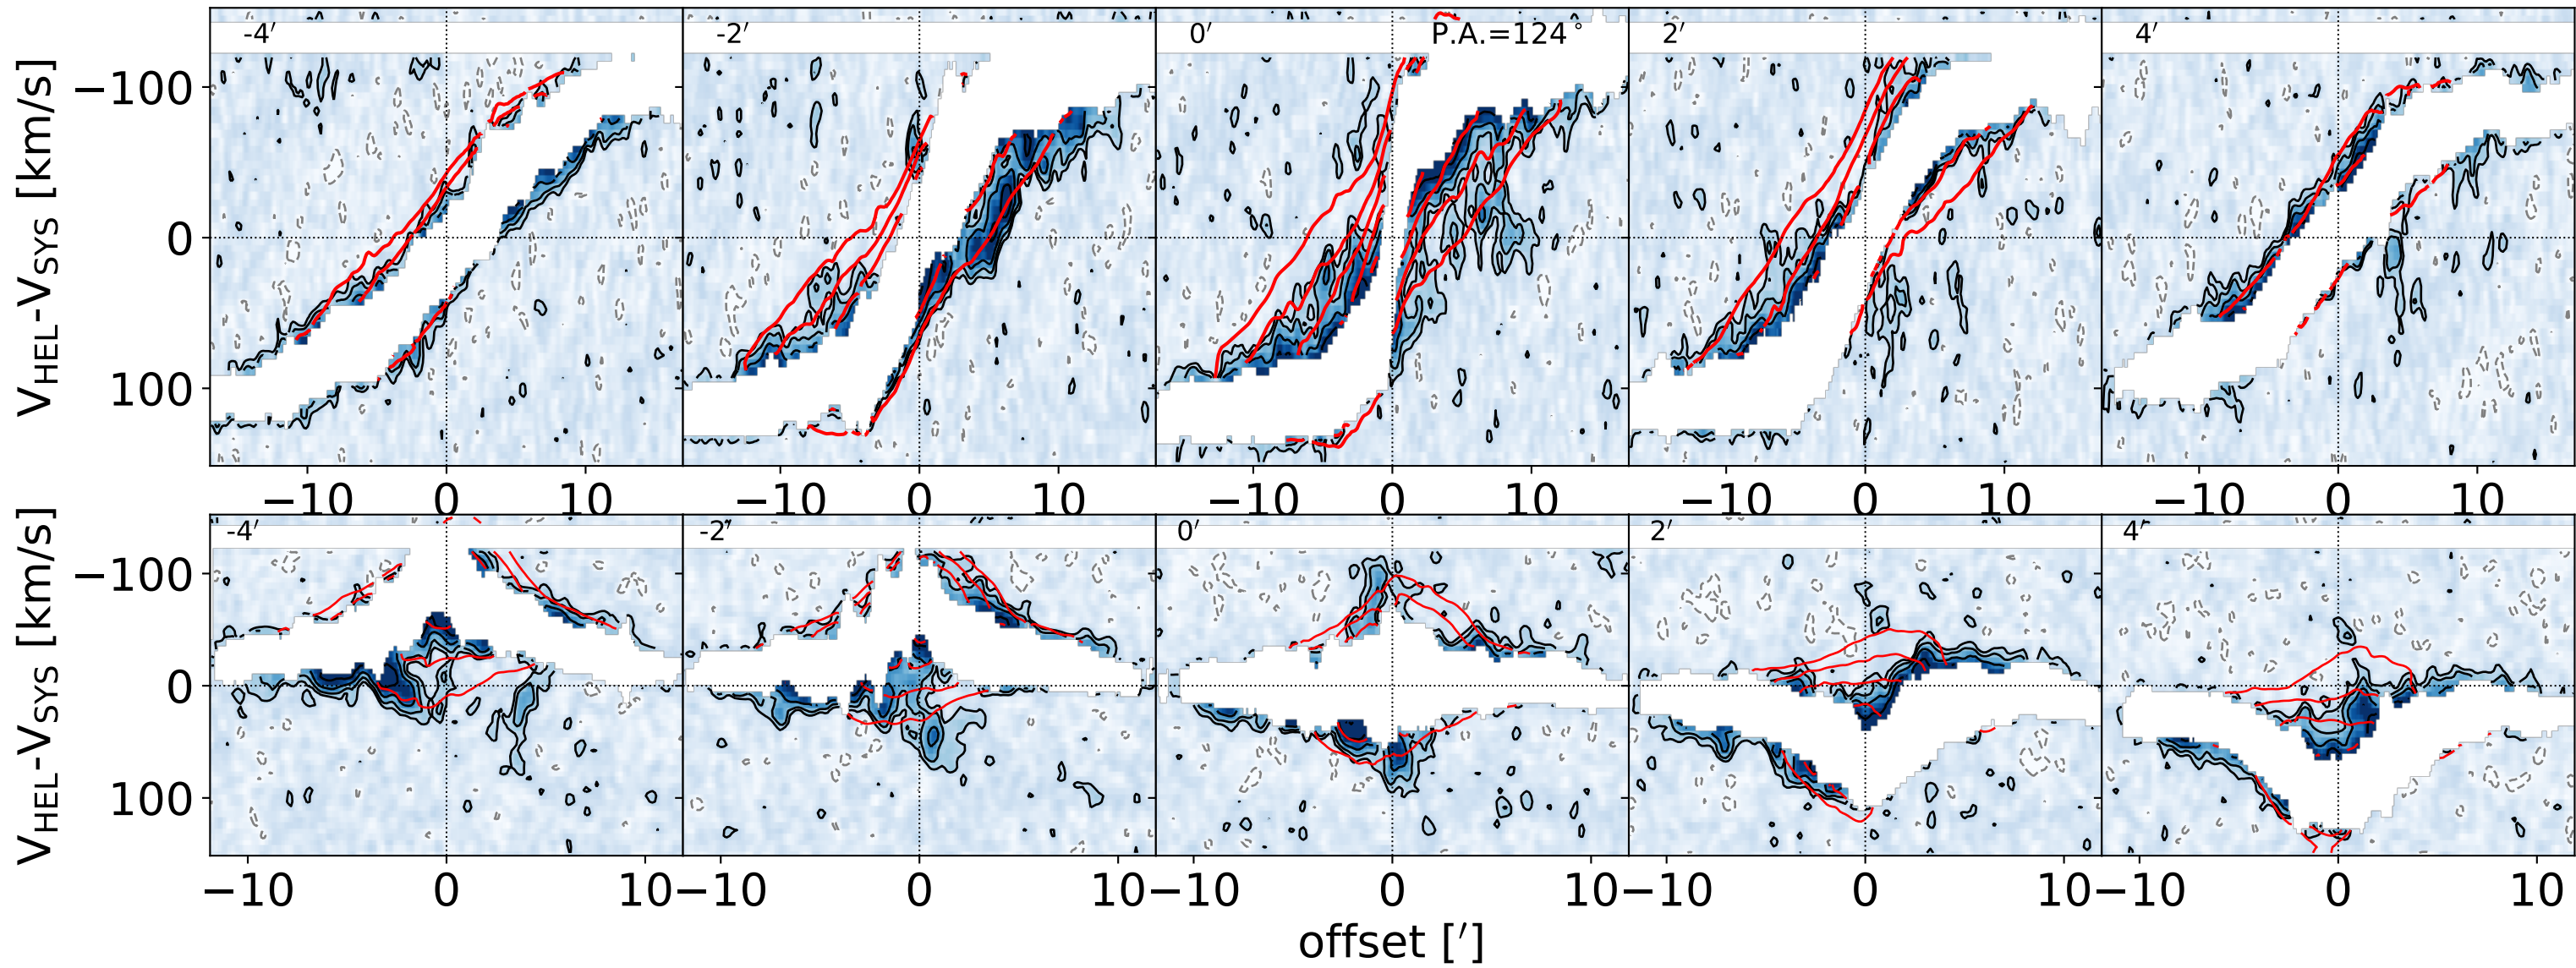 -4′ -2′ 0′ P.A.=124° 2′ 4′
V_HEL-V_SYS [km/s]
−100
0
100
−10 0 10 −10 0 10 −10 0 10 −10 0 10 −10 0 10
-4′ -2′ 0′ 2′ 4′
V_HEL-V_SYS [km/s]
−100
0
100
−10 0 10 −10 0 10 −10 0 10 −10 0 10 −10 0 10
offset [′]